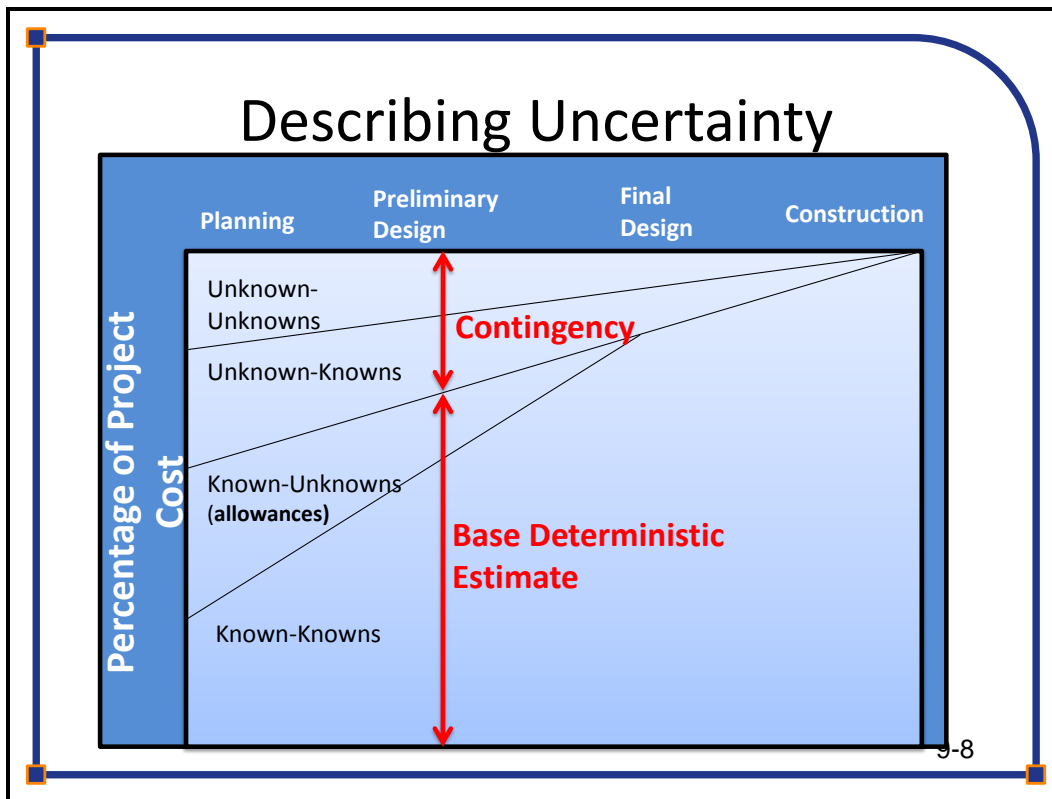 Describing Uncertainty
Planning
Preliminary
Design
Final
Design
Construction
Percentage of Project
Cost
Unknown-
Unknowns
Contingency
Unknown-Knowns
Known-Unknowns
(allowances)
Base Deterministic
Estimate
Known-Knowns
9-8